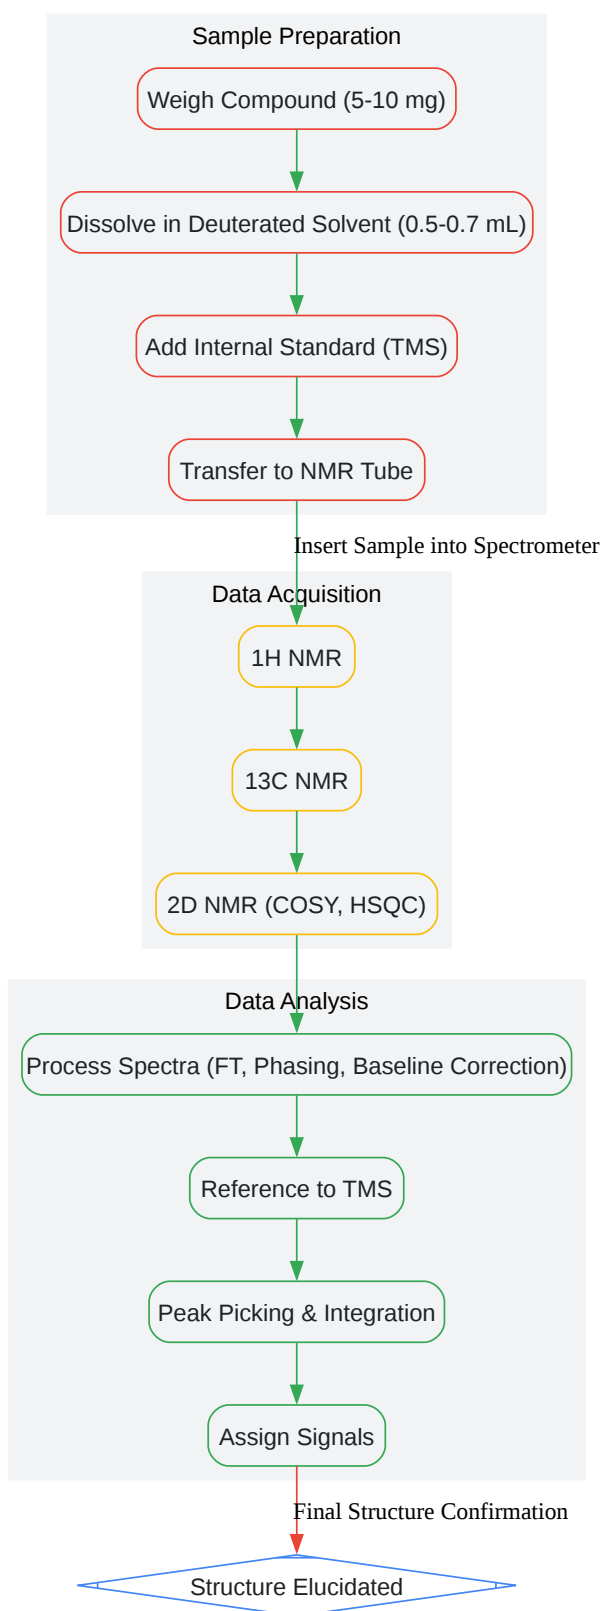 Sample Preparation
Weigh Compound (5-10 mg)
Dissolve in Deuterated Solvent (0.5-0.7 mL)
Add Internal Standard (TMS)
Transfer to NMR Tube
Insert Sample into Spectrometer
Data Acquisition
1H NMR
13C NMR
2D NMR (COSY, HSQC)
Data Analysis
Process Spectra (FT, Phasing, Baseline Correction)
Reference to TMS
Peak Picking & Integration
Assign Signals
Final Structure Confirmation
Structure Elucidated